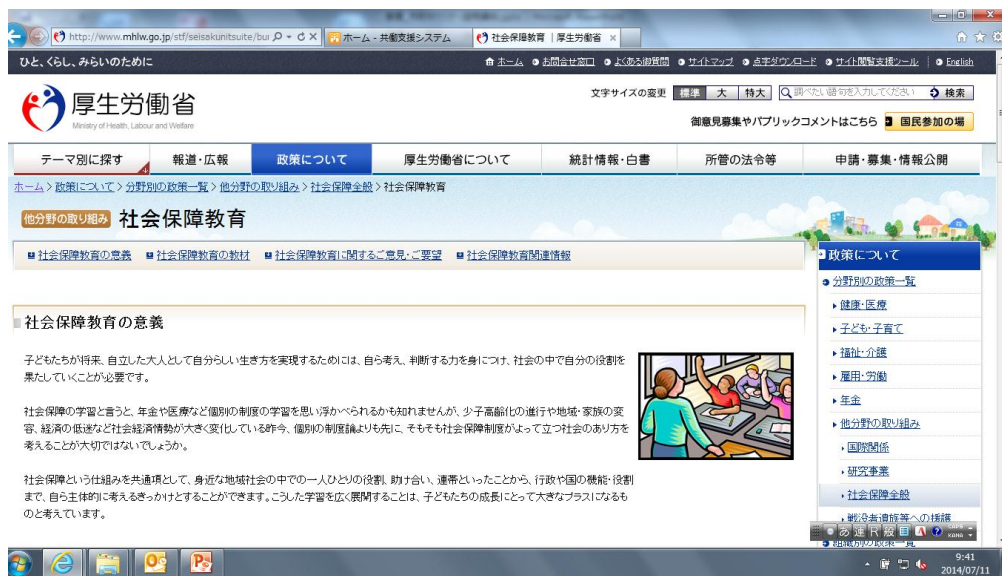 http://www.mhlw.go.jp/stf/seisakunitsuite/bu
ホーム - 共働支援システム
社会保障教育 | 厚生労働省
ひと、くらし、みらいのために
ホーム お問合せ窓口 よくある御質問 サイトマップ 点字ダウンロード サイト閲覧支援ツール English
厚生労働省
Ministry of Health, Labour and Welfare
文字サイズの変更 標準 大 特大 調べたい語句を入力してください 検索
御意見募集やパブリックコメントはこちら 国民参加の場
テーマ別に探す 報道・広報 政策について 厚生労働省について 統計情報・白書 所管の法令等 申請・募集・情報公開
ホーム > 政策について > 分野別の政策一覧 > 他分野の取り組み > 社会保障全般 > 社会保障教育
他分野の取り組み 社会保障教育
社会保障教育の意義 社会保障教育の教材 社会保障教育に関するご意見・ご要望 社会保障教育関連情報
社会保障教育の意義
子どもたちが将来、自立した大人として自分らしい生き方を実現するためには、自ら考え、判断する力を身につけ、社会の中で自分の役割を
果たしていくことが必要です。
社会保障の学習と言うと、年金や医療など個別の制度の学習を思い浮かべられるかも知れませんが、少子高齢化の進行や地域・家族の変
容、経済の低迷など社会経済情勢が大きく変化している昨今、個別の制度論よりも先に、そもそも社会保障制度がよって立つ社会のあり方を
考えることが大切ではないでしょうか。
社会保障という仕組みを共通項として、身近な地域社会の中での一人ひとりの役割、助け合い、連帯といったことから、行政や国の機能・役割
まで、自ら主体的に考えるきっかけとすることができます。こうした学習を広く展開することは、子どもたちの成長にとって大きなプラスになるも
のと考えています。
政策について
分野別の政策一覧
健康・医療
子ども・子育て
福祉・介護
雇用・労働
年金
他分野の取り組み
国際関係
研究事業
社会保障全般
戦没者遺族等への援護
組織別の政策一覧
あ 連 R 般
CAPS
KANA
9:41
2014/07/11